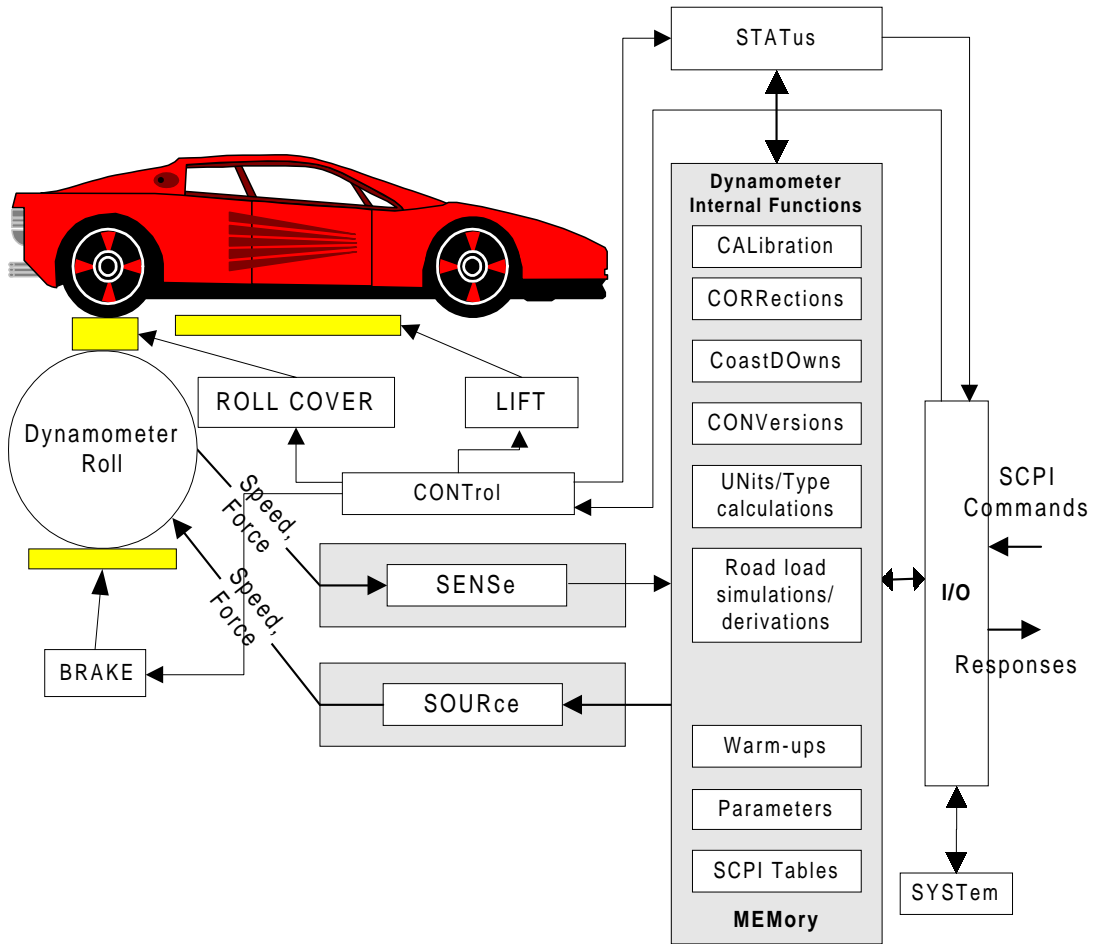 STATus
Dynamometer
Internal Functions
CALibration
CORRections
CoastDOwns
CONVersions
UNits/Type
calculations
Road load
simulations/
derivations
Warm-ups
Parameters
SCPI Tables
MEMory
ROLL COVER
LIFT
Dynamometer
Roll
CONTrol
Speed,
Force
SENSe
Speed,
Force
BRAKE
SOURce
SCPI
Commands
I/O
Responses
SYSTem